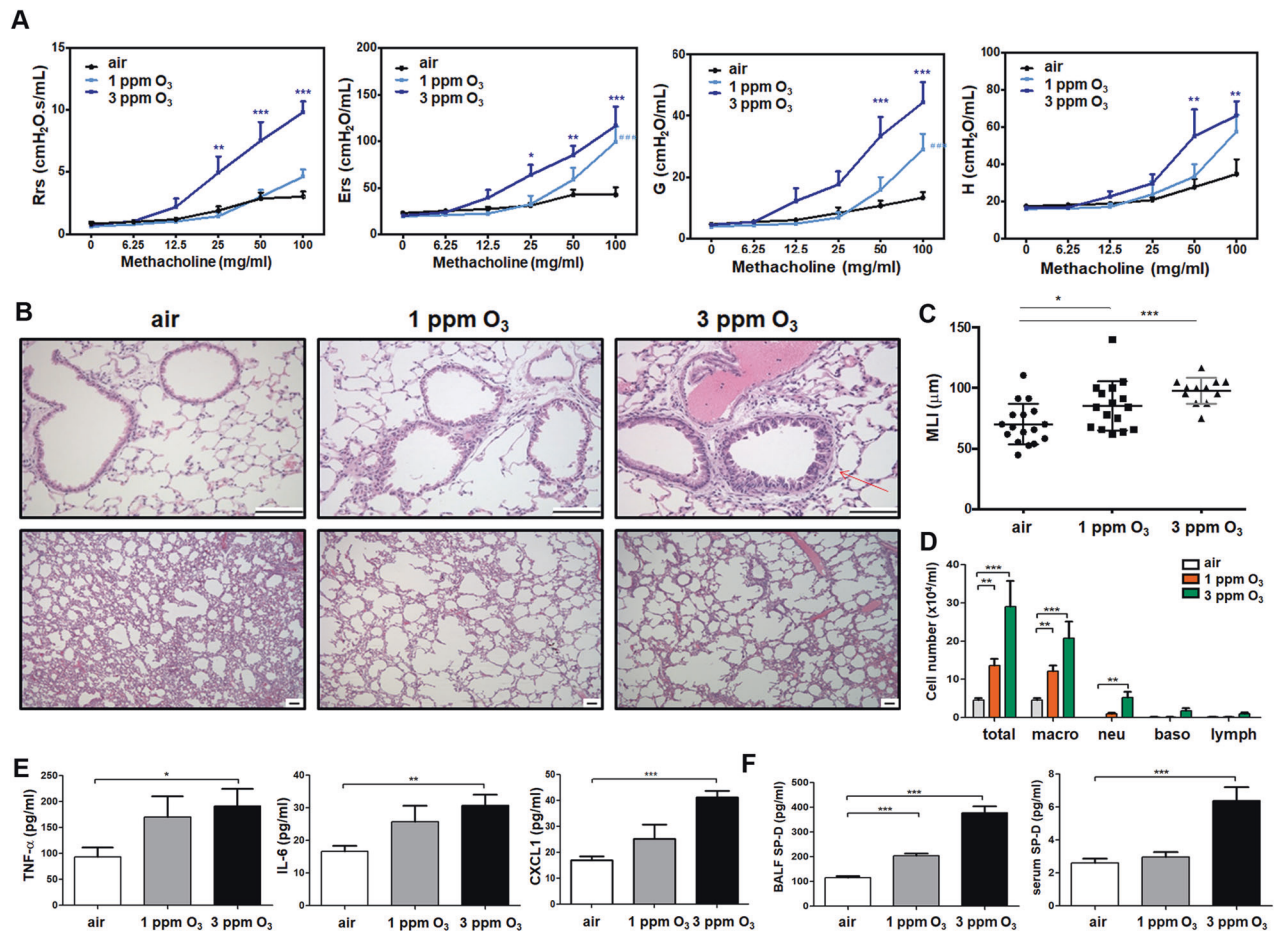 A
Rrs (cmH₂O.s/mL)
15
10
5
0
air
1 ppm O₃
3 ppm O₃
**
***
***
0 6.25 12.5 25 50 100
Methacholine (mg/ml)
Ers (cmH₂O/mL)
200
150
100
50
0
air
1 ppm O₃
3 ppm O₃
*
**
***
###
0 6.25 12.5 25 50 100
Methacholine (mg/ml)
G (cmH₂O/mL)
60
40
20
0
air
1 ppm O₃
3 ppm O₃
***
***
###
0 6.25 12.5 25 50 100
Methacholine (mg/ml)
H (cmH₂O/mL)
100
80
60
40
20
0
air
1 ppm O₃
3 ppm O₃
**
**
0 6.25 12.5 25 50 100
Methacholine (mg/ml)
B
air 1 ppm O₃ 3 ppm O₃
C
*
***
MLI (μm)
150
100
50
0
air 1 ppm O₃ 3 ppm O₃
D
Cell number (x10⁴/ml)
40
30
20
10
0
air
1 ppm O₃
3 ppm O₃
***
**
***
**
**
total macro neu baso lymph
E
TNF-α (pg/ml)
250
200
150
100
50
0
*
air 1 ppm O₃ 3 ppm O₃
IL-6 (pg/ml)
40
30
20
10
0
**
air 1 ppm O₃ 3 ppm O₃
CXCL1 (pg/ml)
50
40
30
20
10
0
***
air 1 ppm O₃ 3 ppm O₃
F
BALF SP-D (pg/ml)
500
400
300
200
100
***
***
air 1 ppm O₃ 3 ppm O₃
serum SP-D (pg/ml)
8
6
4
2
0
***
air 1 ppm O₃ 3 ppm O₃